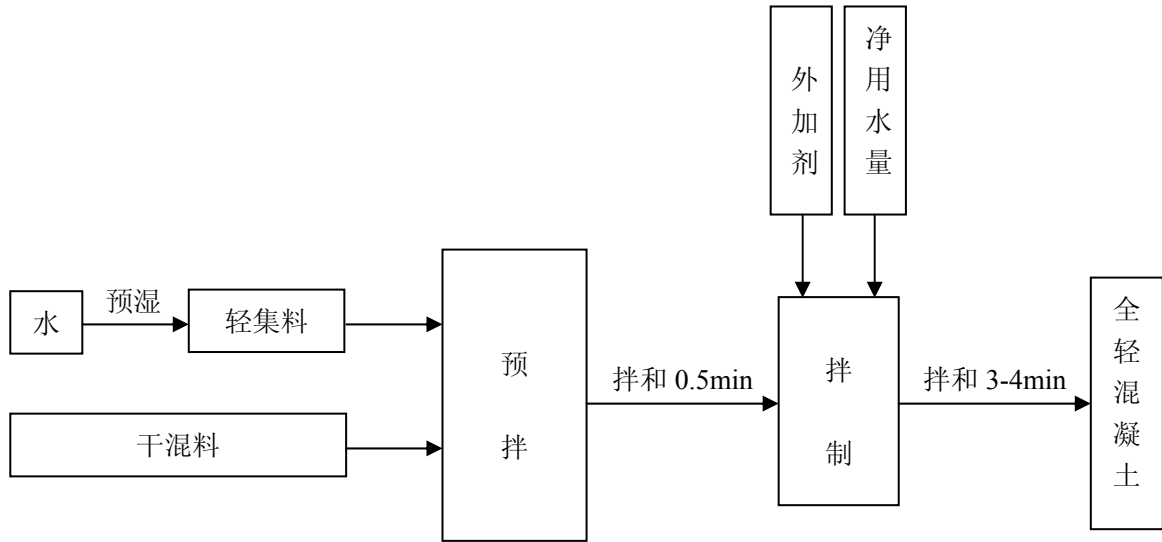 外加剂
净用水量
水
预湿
轻集料
干混料
预拌
拌和 0.5min
拌制
拌和 3-4min
全轻混凝土